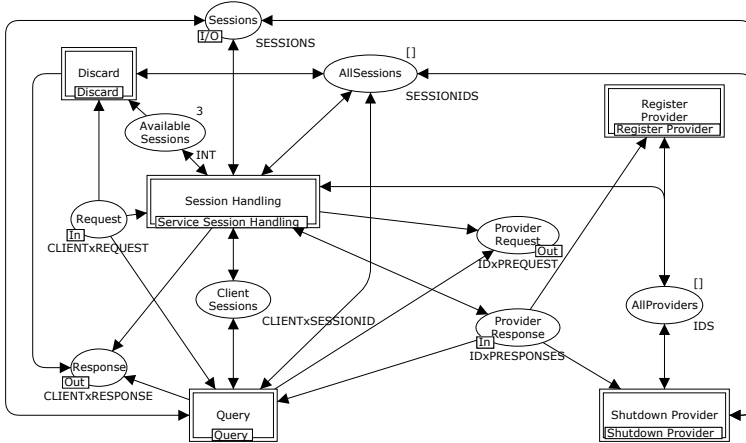 Sessions
I/O
SESSIONS
[]
Discard
Discard
AllSessions
SESSIONIDS
3
Available
Sessions
INT
Register
Provider
Register Provider
Session Handling
Service Session Handling
Request
In
CLIENTxREQUEST
Provider
Request
Out
IDxPREQUEST
Client
Sessions
CLIENTxSESSIONID
[]
AllProviders
IDS
Provider
Response
In
IDxPRESPONSES
Response
Out
CLIENTxRESPONSE
Query
Query
Shutdown Provider
Shutdown Provider